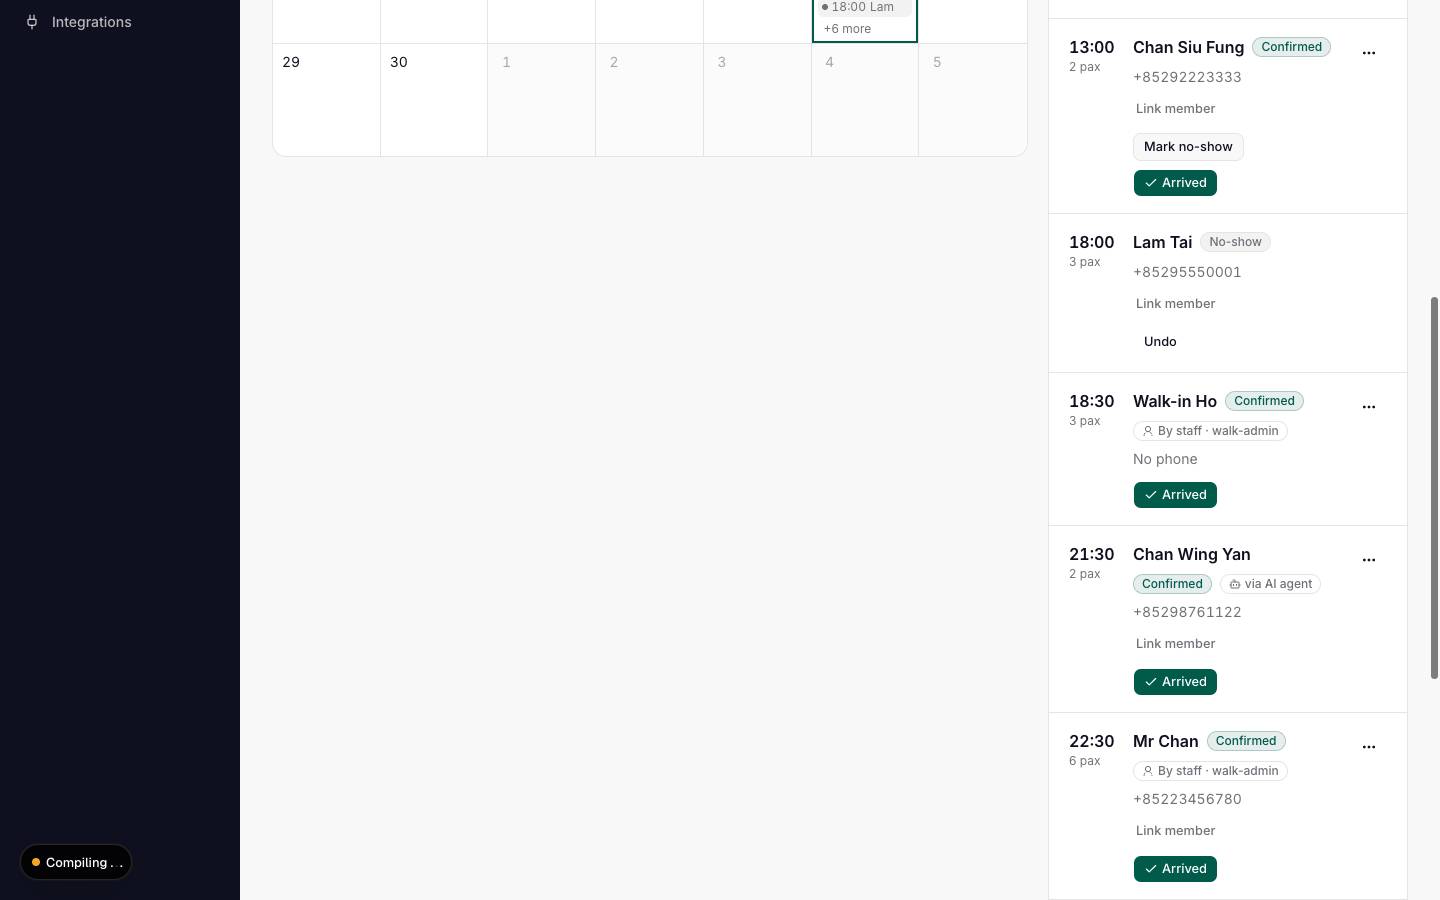 Integrations
18:00 Lam
+6 more
29
30
1
2
3
4
5
13:00
2 pax
Chan Siu Fung
Confirmed
...
+85292223333
Link member
Mark no-show
Arrived
18:00
3 pax
Lam Tai
No-show
+85295550001
Link member
Undo
18:30
3 pax
Walk-in Ho
Confirmed
...
By staff · walk-admin
No phone
Arrived
21:30
2 pax
Chan Wing Yan
...
Confirmed
via AI agent
+85298761122
Link member
Arrived
22:30
6 pax
Mr Chan
Confirmed
...
By staff · walk-admin
+85223456780
Link member
Arrived
Compiling ...